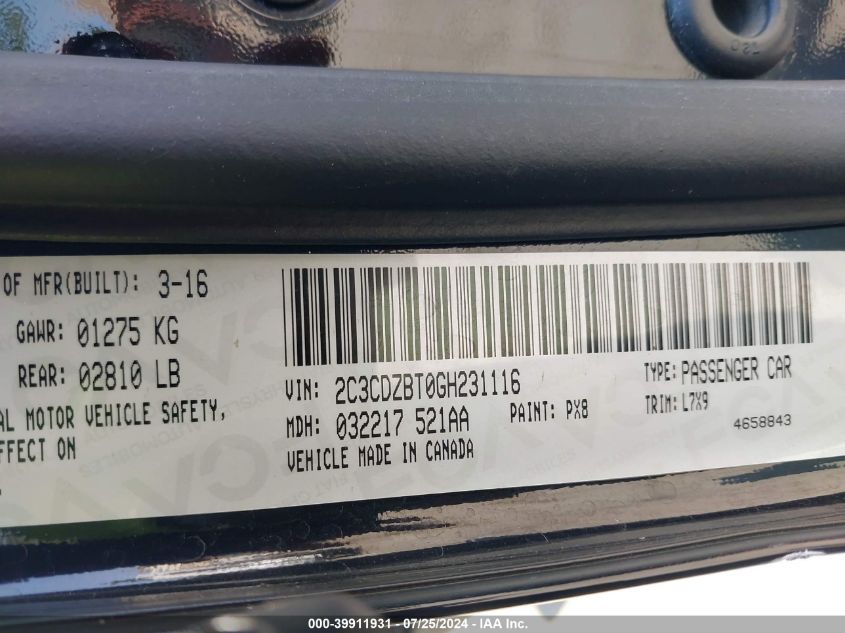 OF MFR(BUILT): 3-16
GAWR: 01275 KG
REAR: 02810 LB
AL MOTOR VEHICLE SAFETY,
EFFECT ON
VIN: 2C3CDZBT0GH231116
TYPE: PASSENGER CAR
MDH: 032217 521AA
PAINT: PX8
TRIM: L7X9
VEHICLE MADE IN CANADA
4658843
000-39911931 - 07/25/2024 - IAA Inc.